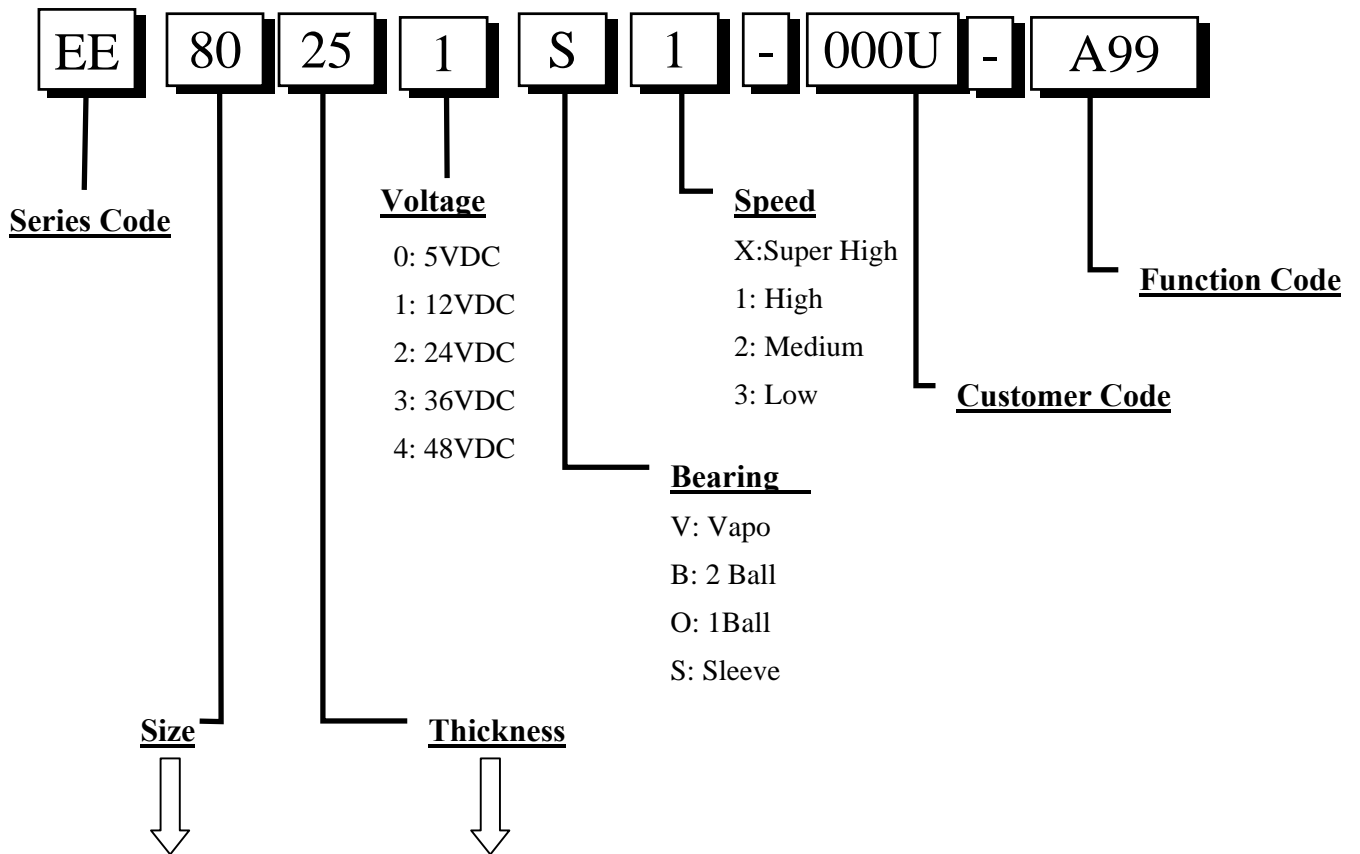 EE 80 25 1 S 1 - 000U - A99
Series Code
Voltage
0: 5VDC
1: 12VDC
2: 24VDC
3: 36VDC
4: 48VDC
Speed
X:Super High
1: High
2: Medium
3: Low
Function Code
Customer Code
Bearing
V: Vapo
B: 2 Ball
O: 1Ball
S: Sleeve
Size
Thickness